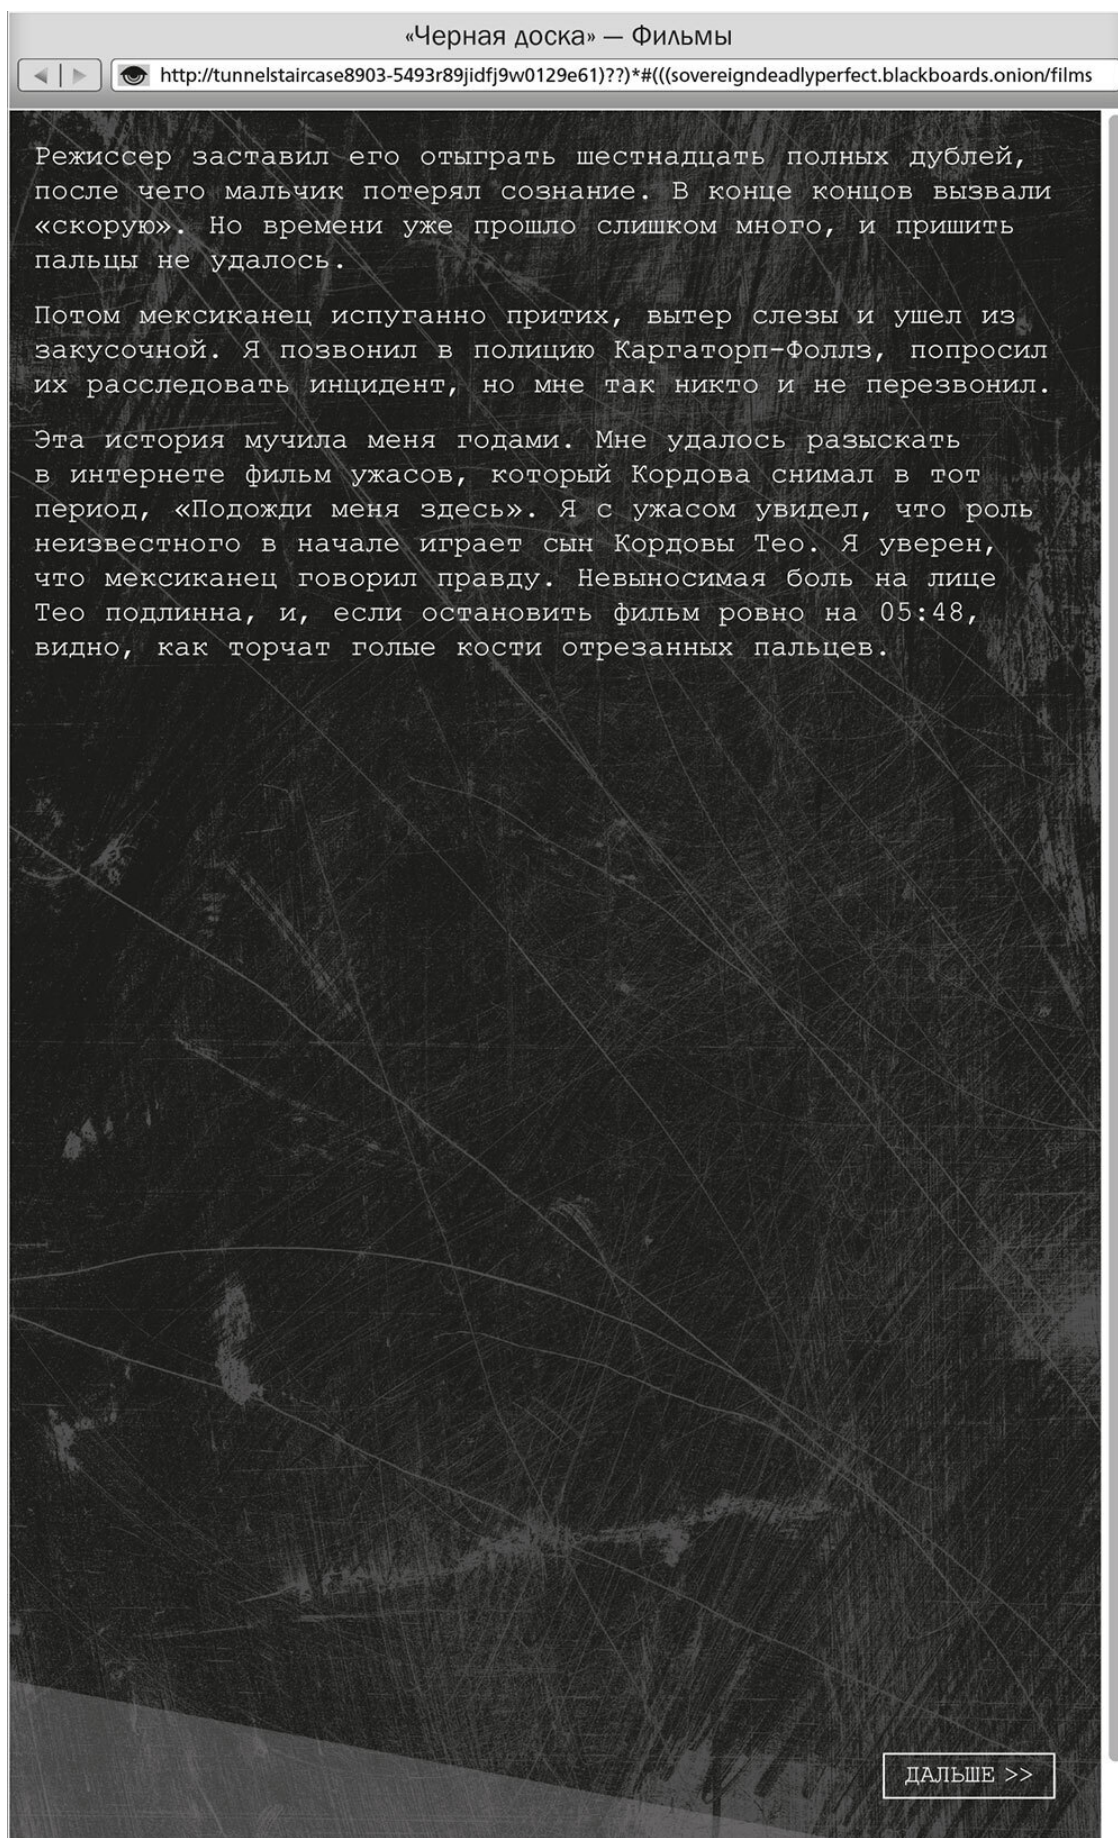 «Черная доска» — Фильмы
http://tunnelstaircase8903-5493r89jidfj9w0129e61)??)*#(((sovereigndeadlyperfect.blackboards.onion/films
Режиссер заставил его отыграть шестнадцать полных дублей,
после чего мальчик потерял сознание. В конце концов вызвали
«скорую». Но времени уже прошло слишком много, и пришить
пальцы не удалось.
Потом мексиканец испуганно притих, вытер слезы и ушел из
закусочной. Я позвонил в полицию Каргаторп-Фоллз, попросил
их расследовать инцидент, но мне так никто и не перезвонил.
Эта история мучила меня годами. Мне удалось разыскать
в интернете фильм ужасов, который Кордова снимал в тот
период, «Подожди меня здесь». Я с ужасом увидел, что роль
неизвестного в начале играет сын Кордовы Тео. Я уверен,
что мексиканец говорил правду. Невыносимая боль на лице
Тео подлинна, и, если остановить фильм ровно на 05:48,
видно, как торчат голые кости отрезанных пальцев.
ДАЛЬШЕ >>